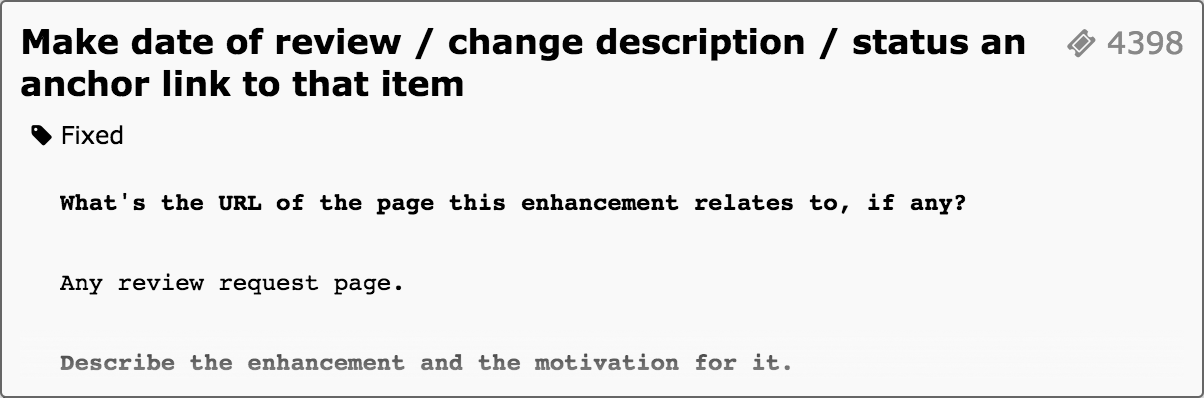 Make date of review / change description / status an
anchor link to that item
4398
Fixed
What's the URL of the page this enhancement relates to, if any?
Any review request page.
Describe the enhancement and the motivation for it.